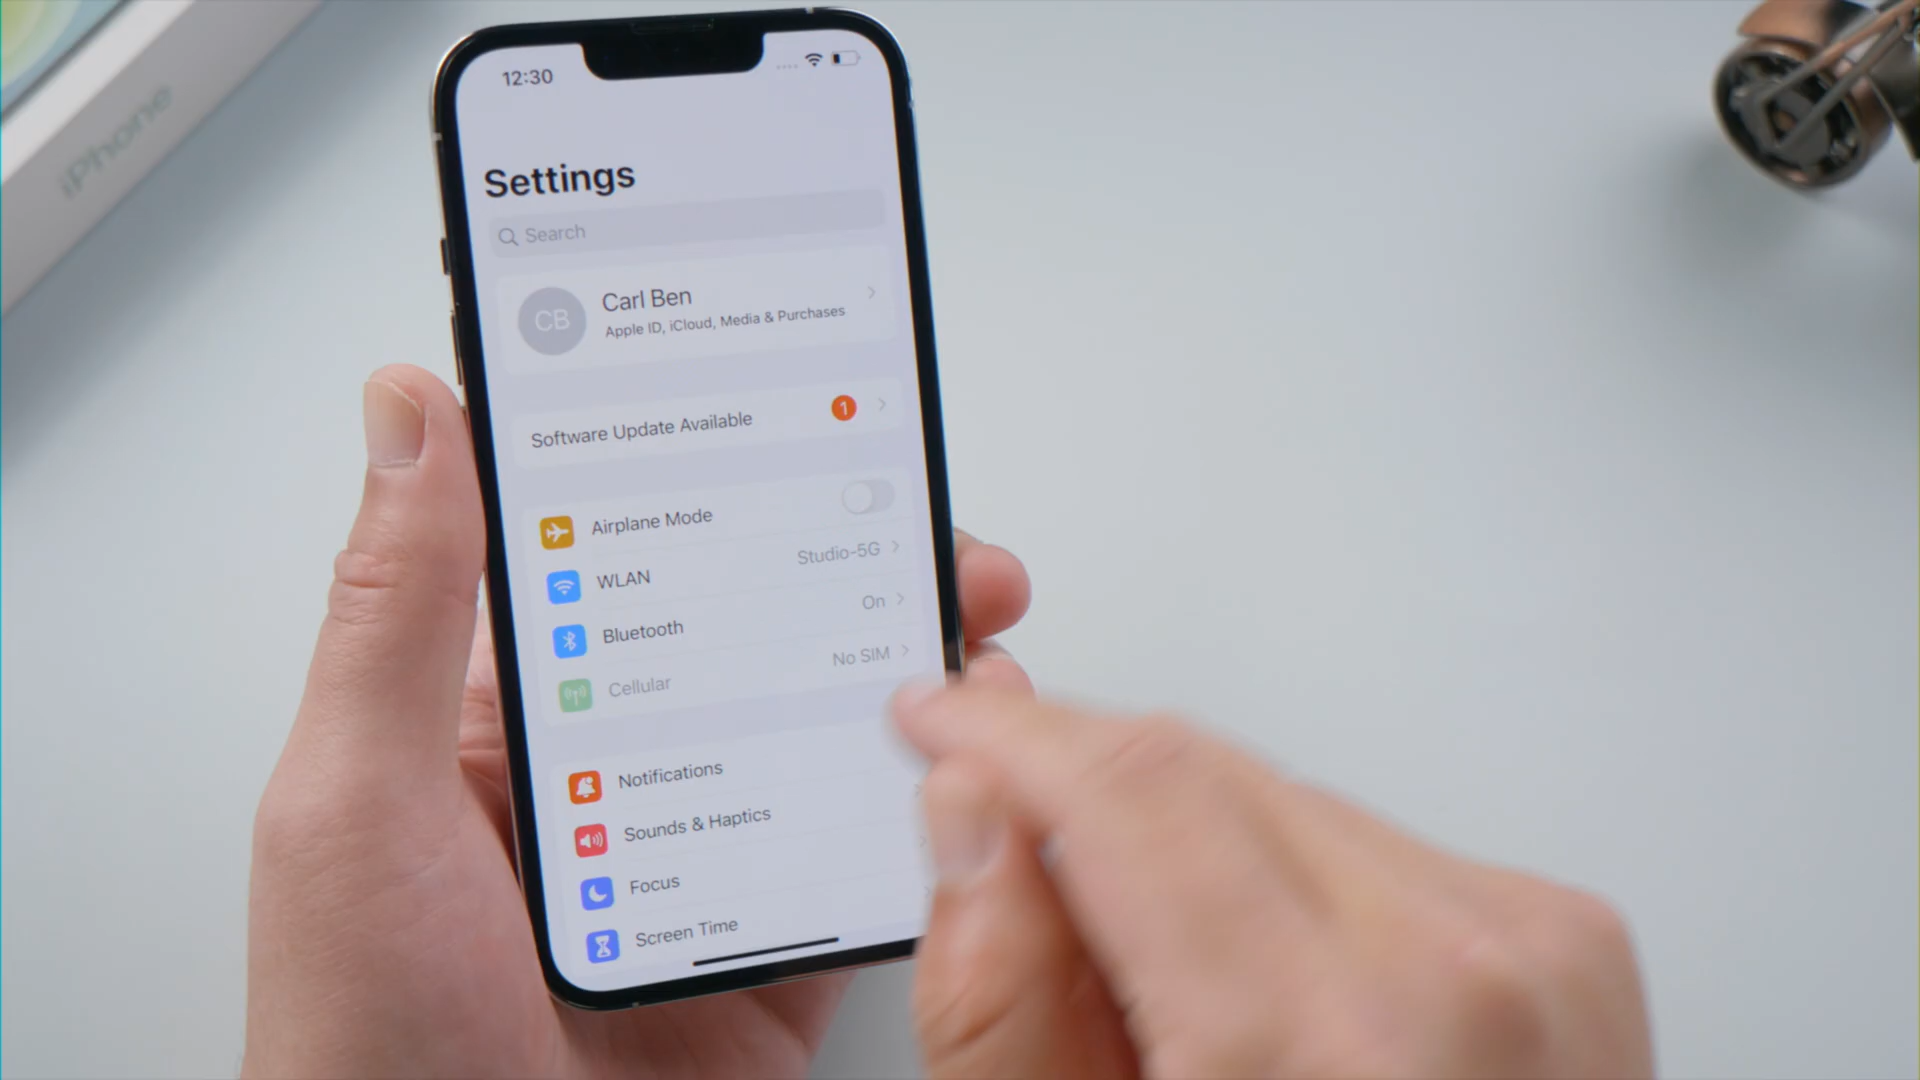 iPhone
12:30
Settings
Search
CB
Carl Ben
Apple ID, iCloud, Media & Purchases
Software Update Available 1
Airplane Mode
WLAN Studio-5G
Bluetooth On
Cellular No SIM
Notifications
Sounds & Haptics
Focus
Screen Time